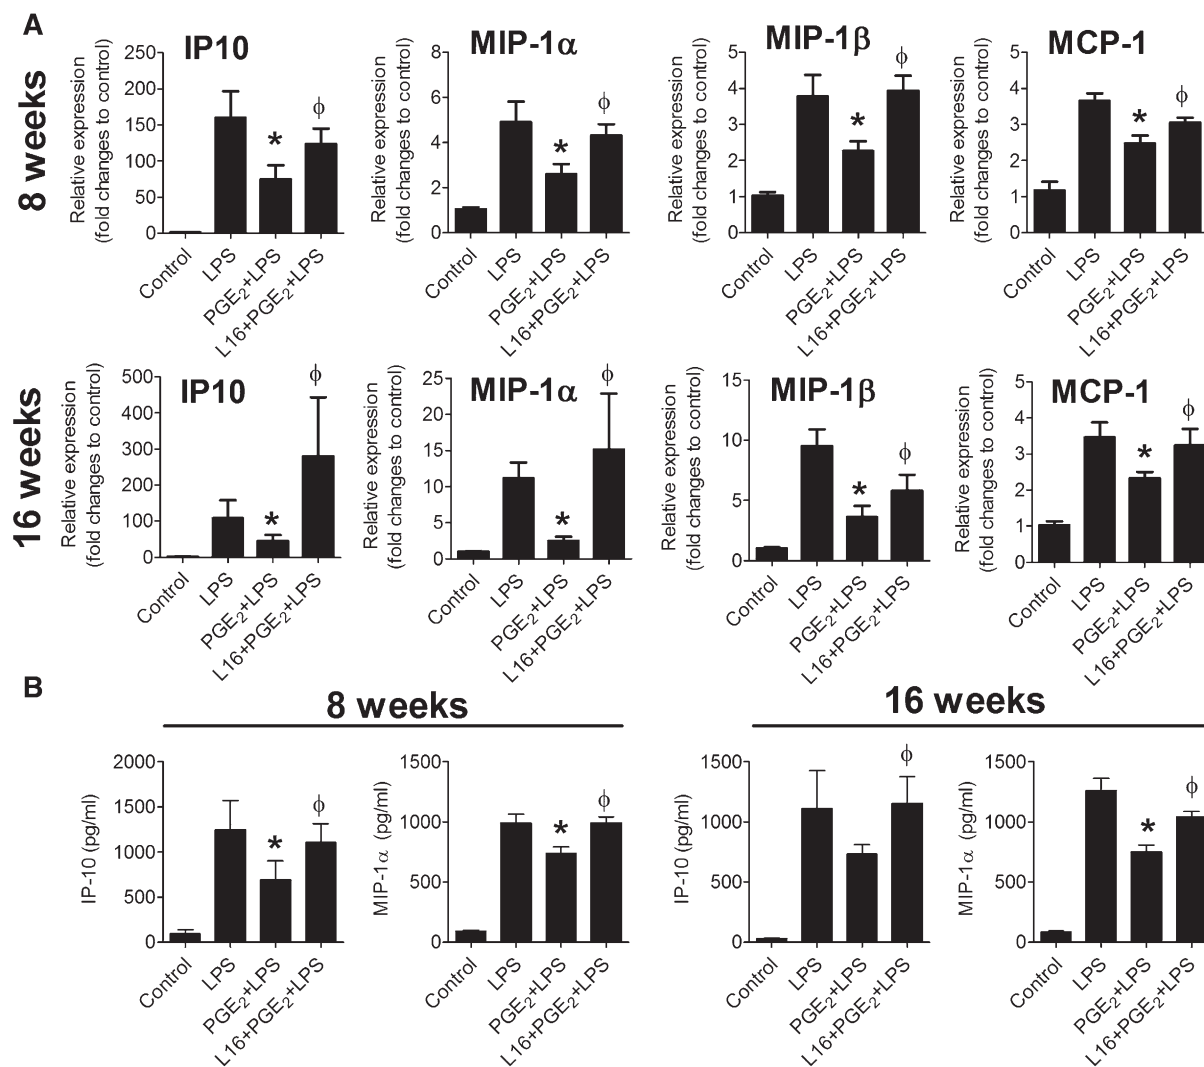 A
8 weeks
IP10
Relative expression
(fold changes to control)
250
200
150
100
50
0
*
ϕ
Control
LPS
PGE₂+LPS
L16+PGE₂+LPS
MIP-1α
Relative expression
(fold changes to control)
8
6
4
2
0
*
ϕ
Control
LPS
PGE₂+LPS
L16+PGE₂+LPS
MIP-1β
Relative expression
(fold changes to control)
5
4
3
2
1
0
*
ϕ
Control
LPS
PGE₂+LPS
L16+PGE₂+LPS
MCP-1
Relative expression
(fold changes to control)
5
4
3
2
1
0
*
ϕ
Control
LPS
PGE₂+LPS
L16+PGE₂+LPS
16 weeks
IP10
Relative expression
(fold changes to control)
500
400
300
200
100
0
*
ϕ
Control
LPS
PGE₂+LPS
L16+PGE₂+LPS
MIP-1α
Relative expression
(fold changes to control)
25
20
15
10
5
0
*
ϕ
Control
LPS
PGE₂+LPS
L16+PGE₂+LPS
MIP-1β
Relative expression
(fold changes to control)
15
10
5
0
*
ϕ
Control
LPS
PGE₂+LPS
L16+PGE₂+LPS
MCP-1
Relative expression
(fold changes to control)
5
4
3
2
1
0
*
ϕ
Control
LPS
PGE₂+LPS
L16+PGE₂+LPS
B
8 weeks
IP-10 (pg/ml)
2000
1500
1000
500
0
*
ϕ
Control
LPS
PGE₂+LPS
L16+PGE₂+LPS
MIP-1α (pg/ml)
1500
1000
500
0
*
ϕ
Control
LPS
PGE₂+LPS
L16+PGE₂+LPS
16 weeks
IP-10 (pg/ml)
1500
1000
500
0
ϕ
Control
LPS
PGE₂+LPS
L16+PGE₂+LPS
MIP-1α (pg/ml)
1500
1000
500
0
*
ϕ
Control
LPS
PGE₂+LPS
L16+PGE₂+LPS